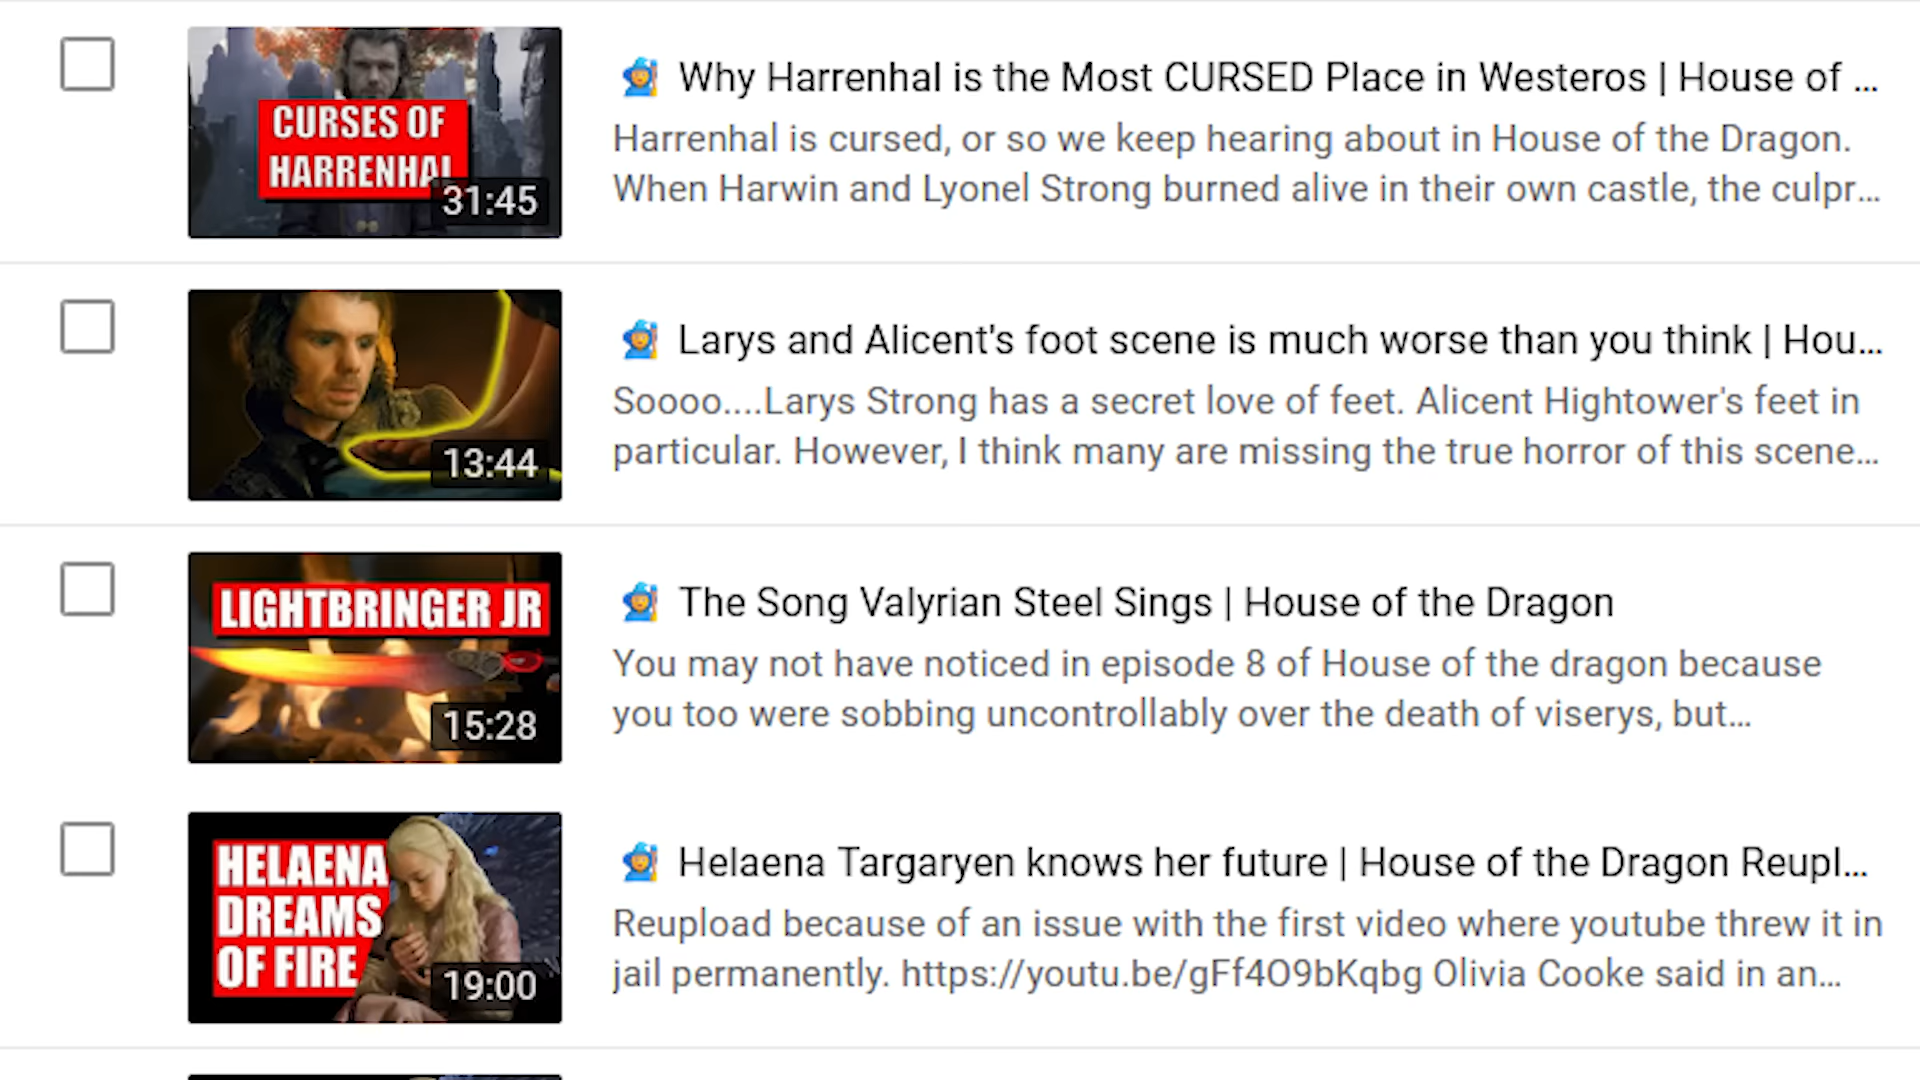 CURSES OF
HARRENHAL
31:45
Why Harrenhal is the Most CURSED Place in Westeros | House of ...
Harrenhal is cursed, or so we keep hearing about in House of the Dragon.
When Harwin and Lyonel Strong burned alive in their own castle, the culpr...
13:44
Larys and Alicent's foot scene is much worse than you think | Hou...
Soooo....Larys Strong has a secret love of feet. Alicent Hightower's feet in
particular. However, I think many are missing the true horror of this scene...
LIGHTBRINGER JR
15:28
The Song Valyrian Steel Sings | House of the Dragon
You may not have noticed in episode 8 of House of the dragon because
you too were sobbing uncontrollably over the death of viserys, but...
HELAENA
DREAMS
OF FIRE
19:00
Helaena Targaryen knows her future | House of the Dragon Reupl...
Reupload because of an issue with the first video where youtube threw it in
jail permanently. https://youtu.be/gFf4O9bKqbg Olivia Cooke said in an...